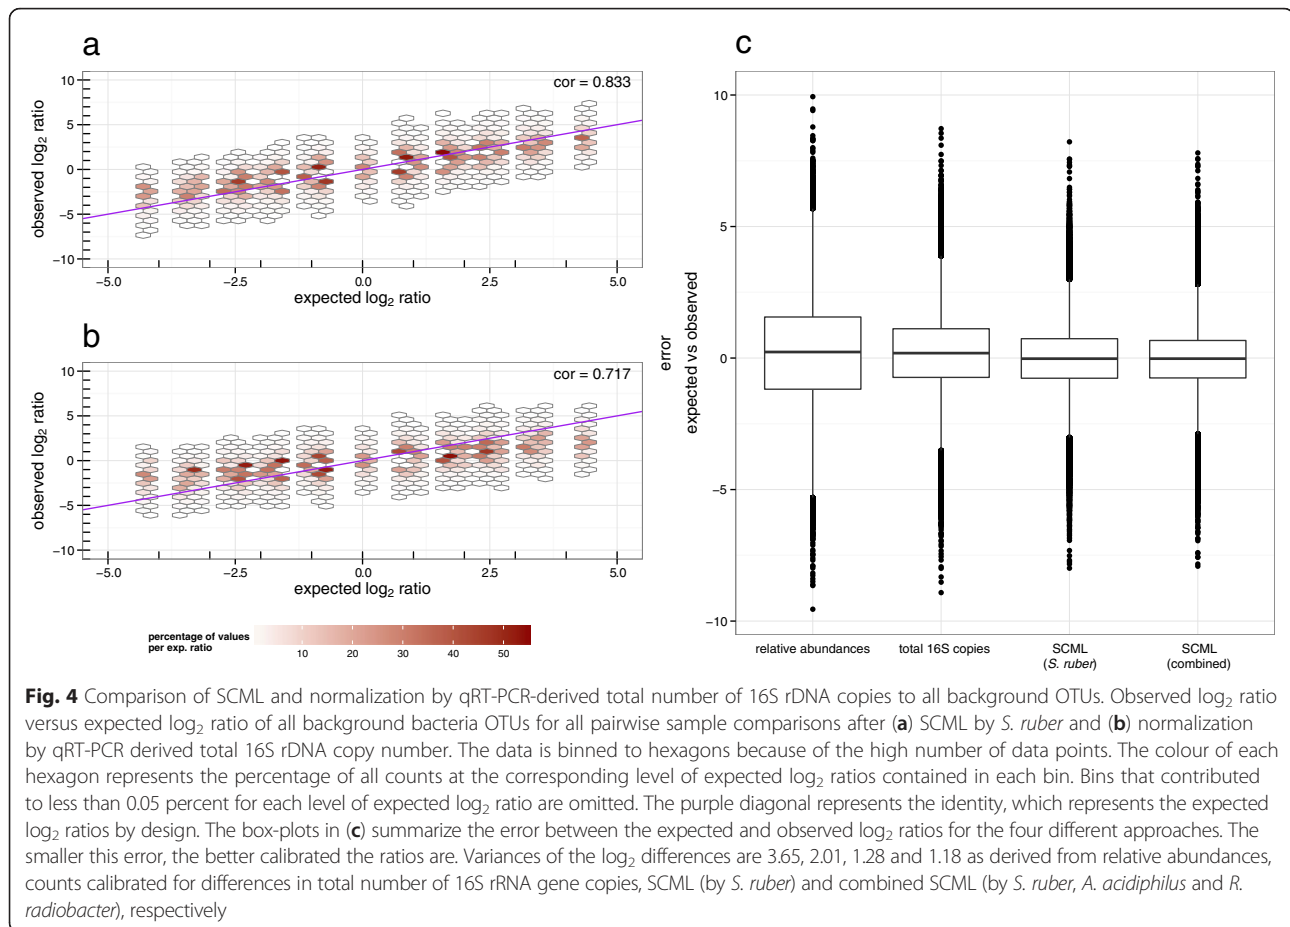 a
cor = 0.833
observed log2 ratio
10
5
0
−5
−10
−5.0
−2.5
0.0
2.5
5.0
expected log2 ratio
b
cor = 0.717
observed log2 ratio
10
5
0
−5
−10
−5.0
−2.5
0.0
2.5
5.0
expected log2 ratio
percentage of values
per exp. ratio
10
20
30
40
50
c
error
expected vs observed
10
5
0
−5
−10
relative abundances
total 16S copies
SCML
(S. ruber)
SCML
(combined)
Fig. 4 Comparison of SCML and normalization by qRT-PCR-derived total number of 16S rDNA copies to all background OTUs. Observed log2 ratio
versus expected log2 ratio of all background bacteria OTUs for all pairwise sample comparisons after (a) SCML by S. ruber and (b) normalization
by qRT-PCR derived total 16S rDNA copy number. The data is binned to hexagons because of the high number of data points. The colour of each
hexagon represents the percentage of all counts at the corresponding level of expected log2 ratios contained in each bin. Bins that contributed
to less than 0.05 percent for each level of expected log2 ratio are omitted. The purple diagonal represents the identity, which represents the expected
log2 ratios by design. The box-plots in (c) summarize the error between the expected and observed log2 ratios for the four different approaches. The
smaller this error, the better calibrated the ratios are. Variances of the log2 differences are 3.65, 2.01, 1.28 and 1.18 as derived from relative abundances,
counts calibrated for differences in total number of 16S rRNA gene copies, SCML (by S. ruber) and combined SCML (by S. ruber, A. acidiphilus and R.
radiobacter), respectively